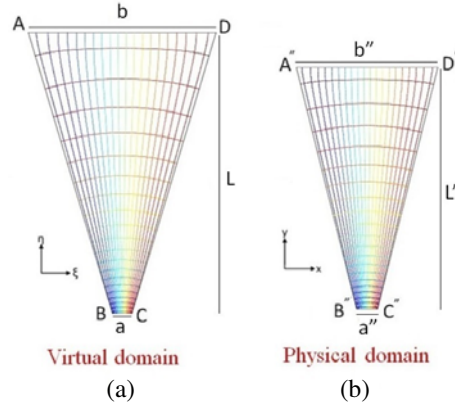 b
A D
L
η
ξ
B C
a
Virtual domain
(a)
b″
A″ D″
L″
y
x
B″ C″
a″
Physical domain
(b)